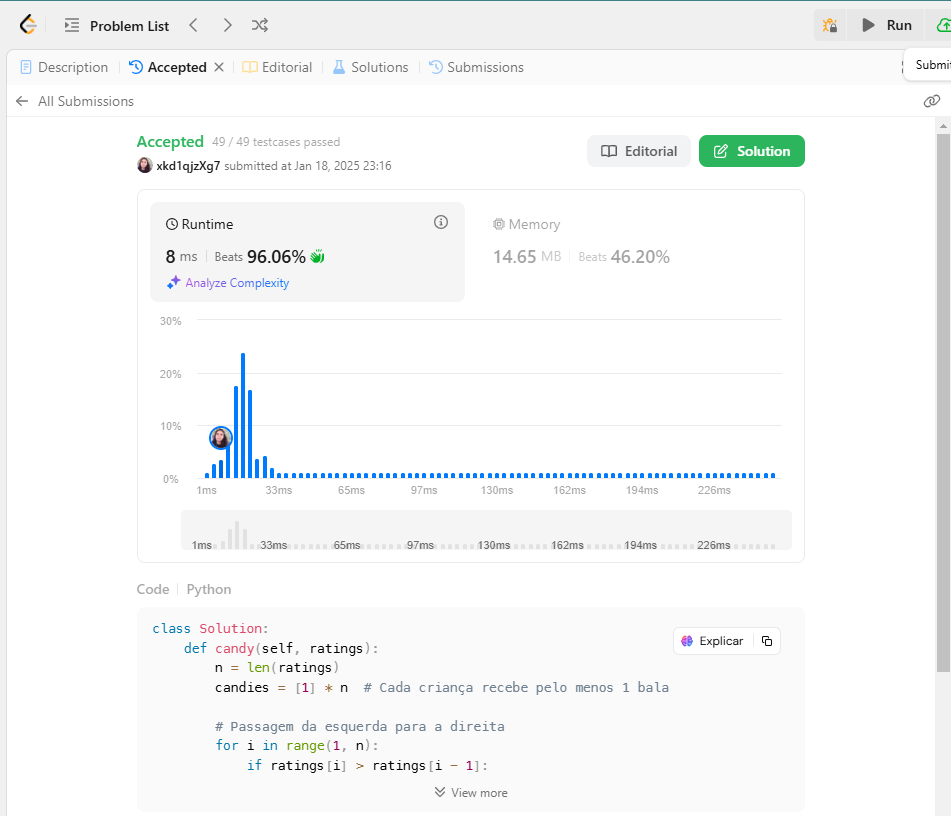 Problem List
Run
Description
Accepted
Editorial
Solutions
Submissions
All Submissions
Accepted 49 / 49 testcases passed
xkd1qjzXg7 submitted at Jan 18, 2025 23:16
Editorial
Solution
Runtime
8 ms Beats 96.06%
Analyze Complexity
Memory
14.65 MB Beats 46.20%
30%
20%
10%
0%
1ms 33ms 65ms 97ms 130ms 162ms 194ms 226ms
1ms 33ms 65ms 97ms 130ms 162ms 194ms 226ms
Code Python
class Solution:
def candy(self, ratings):
n = len(ratings)
candies = [1] * n # Cada criança recebe pelo menos 1 bala
# Passagem da esquerda para a direita
for i in range(1, n):
if ratings[i] > ratings[i - 1]:
Explicar
View more